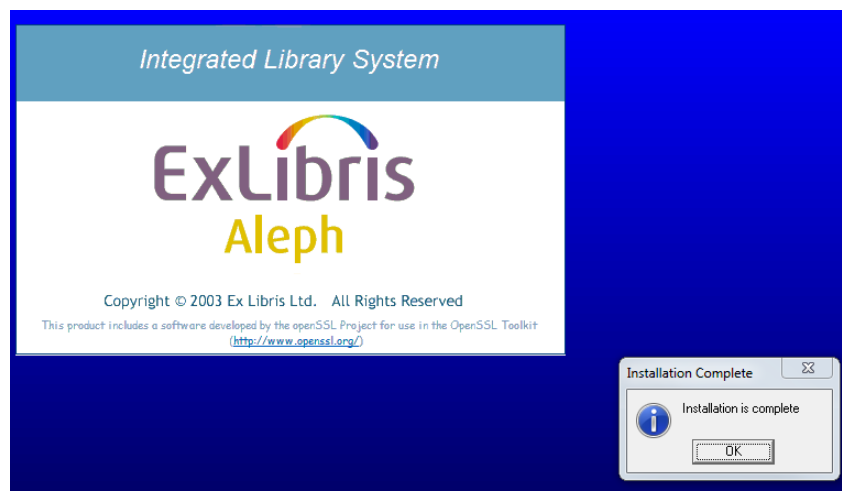 Integrated Library System
ExLibris
Aleph
Copyright © 2003 Ex Libris Ltd. All Rights Reserved
This product includes a software developed by the openSSL Project for use in the OpenSSL Toolkit
(http://www.openssl.org/)
Installation Complete
Installation is complete
OK